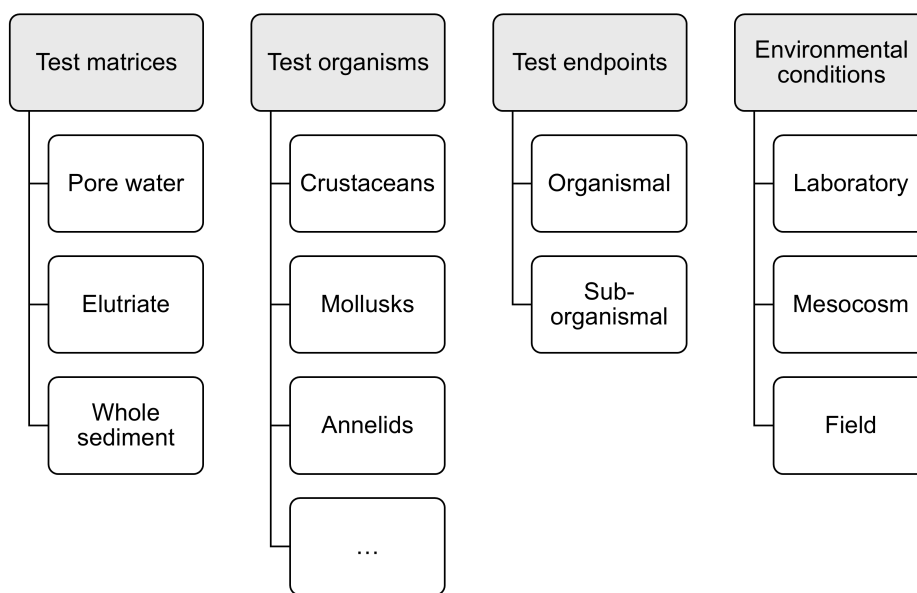 Test matrices
Pore water
Elutriate
Whole
sediment
Test organisms
Crustaceans
Mollusks
Annelids
...
Test endpoints
Organismal
Sub-
organismal
Environmental
conditions
Laboratory
Mesocosm
Field